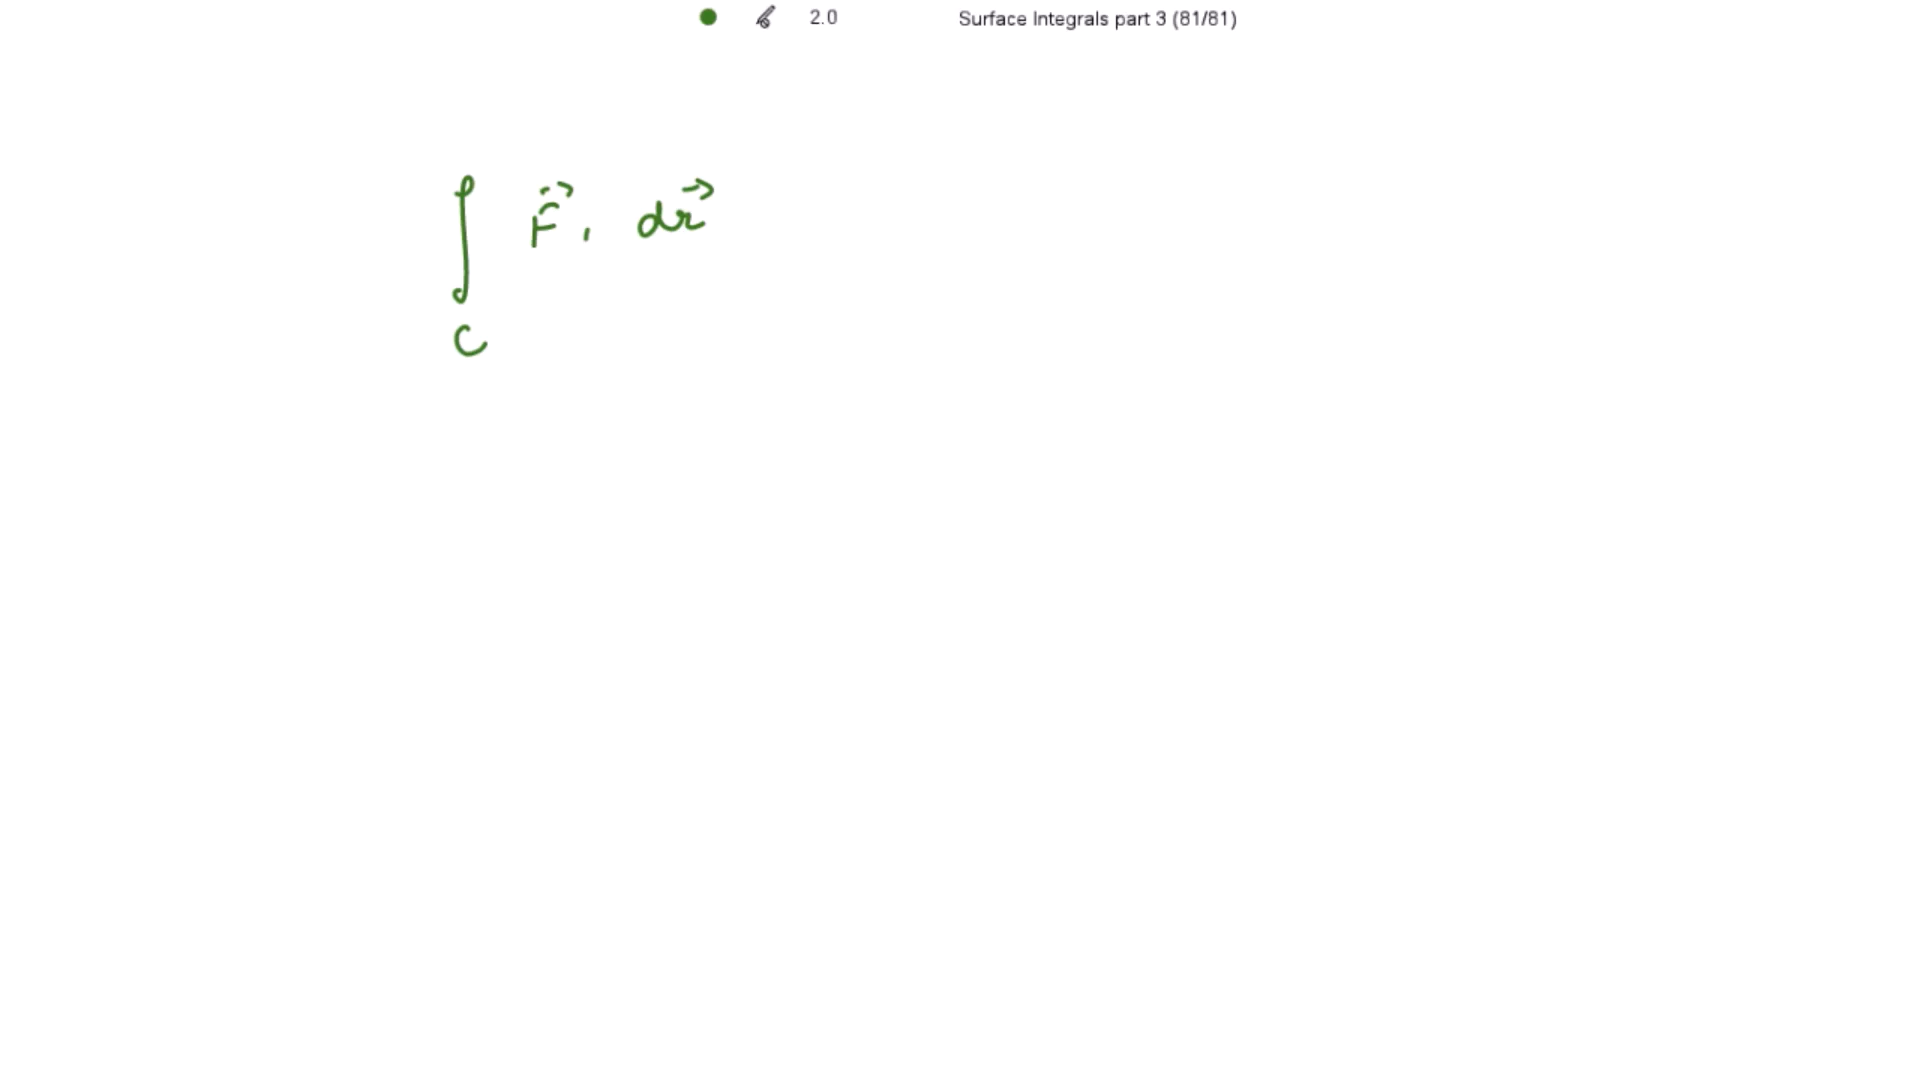 2.0 Surface Integrals part 3 (81/81)
∫ F⃗ . dr⃗
C